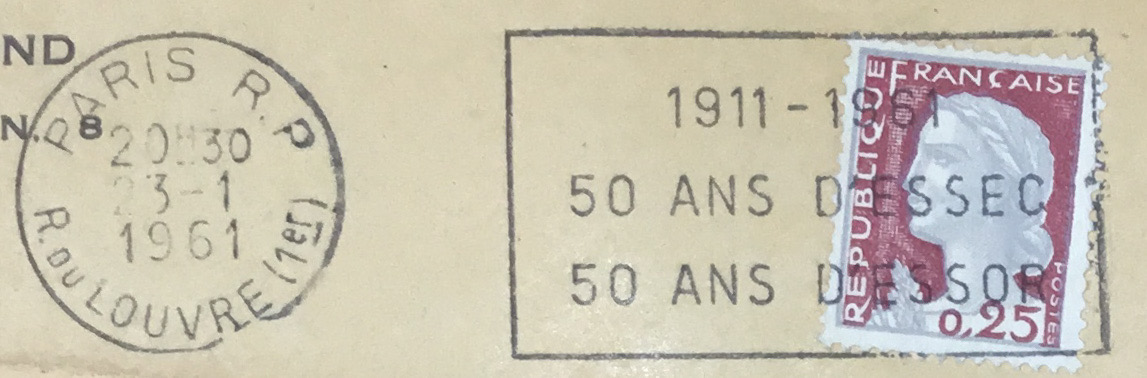 ND
N. 8
PARIS R.P
20H30
23-1
1961
R. DU LOUVRE (1er)
1911-1961
50 ANS D'ESSEC
50 ANS D'ESSOR
REPUBLIQUE
FRANÇAISE
POSTES
0,25